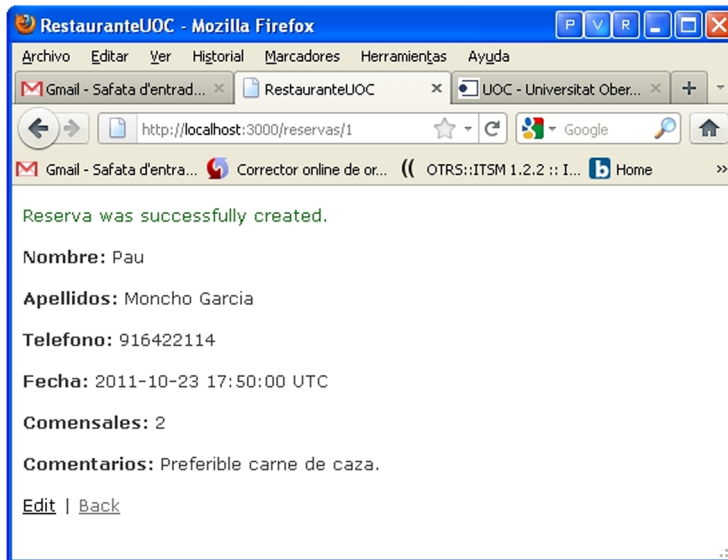 RestauranteUOC - Mozilla Firefox
P V R
Archivo Editar Ver Historial Marcadores Herramientas Ayuda
Gmail - Safata d'entrad... RestauranteUOC UOC - Universitat Ober...
http://localhost:3000/reservas/1 Google
Gmail - Safata d'entra... Corrector online de or... OTRS::ITSM 1.2.2 :: I... b Home »
Reserva was successfully created.
Nombre: Pau
Apellidos: Moncho Garcia
Telefono: 916422114
Fecha: 2011-10-23 17:50:00 UTC
Comensales: 2
Comentarios: Preferible carne de caza.
Edit | Back